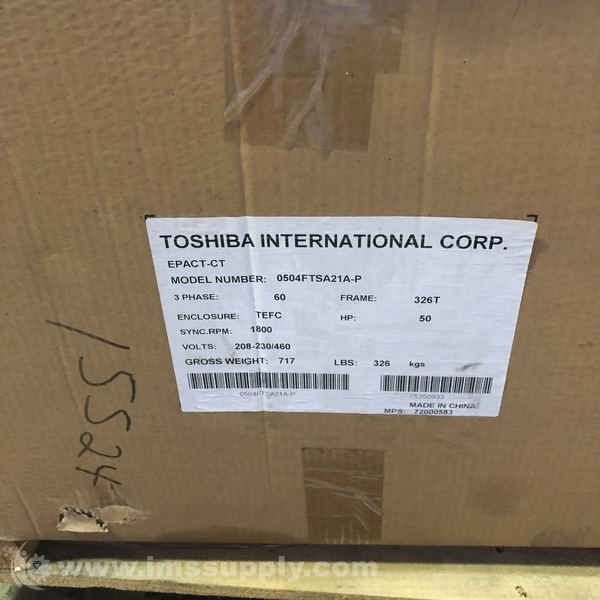 TOSHIBA INTERNATIONAL CORP.
EPACT-CT
MODEL NUMBER: 0504FTSA21A-P
3 PHASE: 60 FRAME: 326T
ENCLOSURE: TEFC HP: 50
SYNC.RPM: 1800
VOLTS: 208-230/460
GROSS WEIGHT: 717 LBS: 326 kgs
0504FTSA21A-P 75350933
MADE IN CHINA
MPS: 72000583
15524
www.imssupply.com